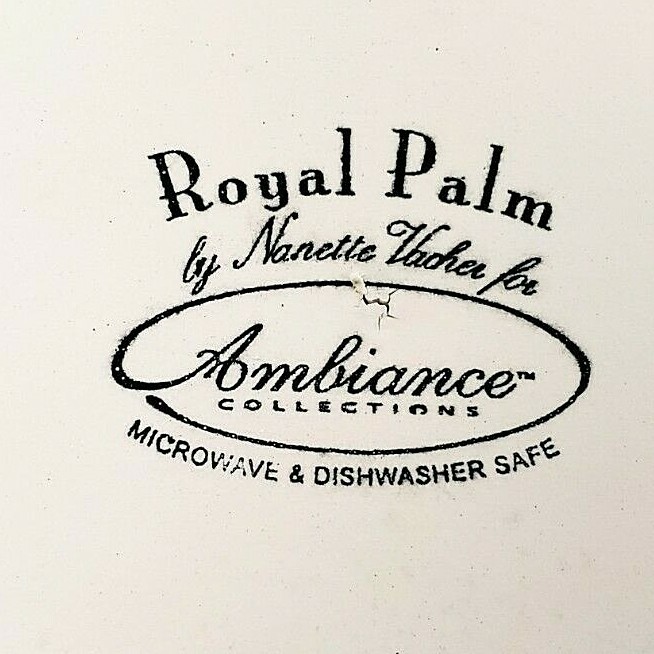 Royal Palm
by Nanette Vacher for
Ambiance™
COLLECTIONS
MICROWAVE & DISHWASHER SAFE